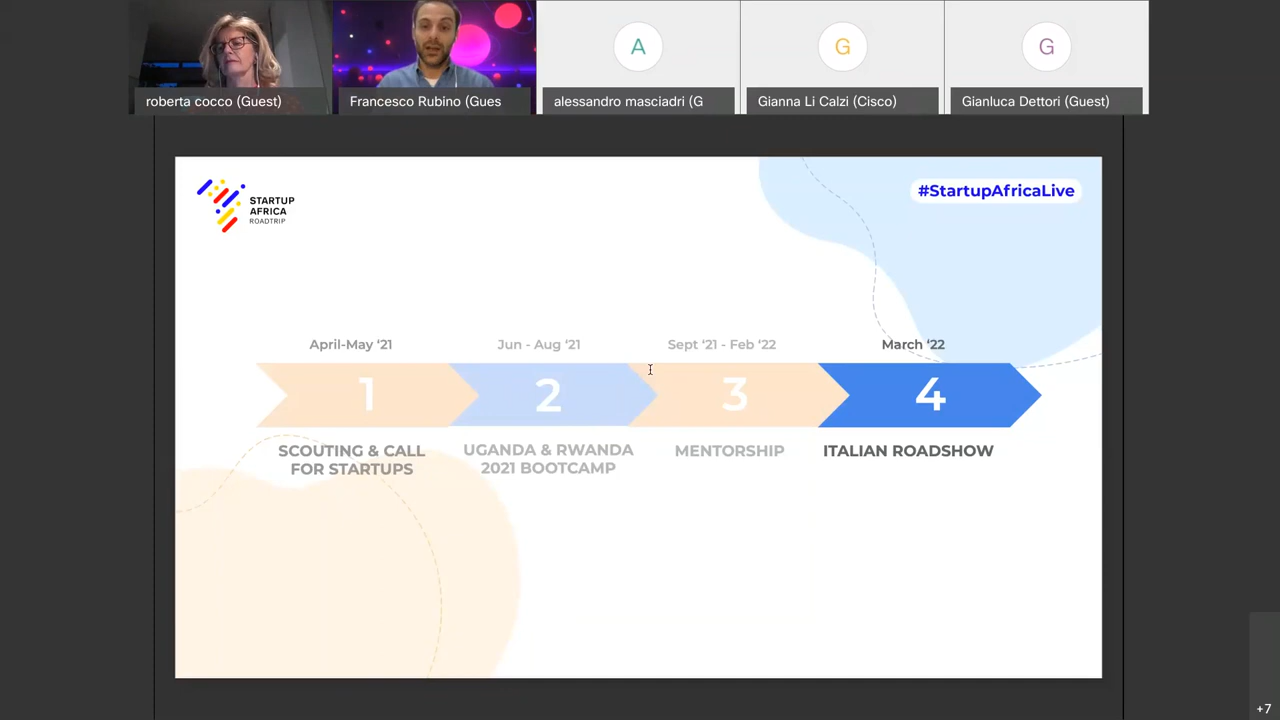 A
G
G
roberta cocco (Guest)
Francesco Rubino (Gues
alessandro masciadri (G
Gianna Li Calzi (Cisco)
Gianluca Dettori (Guest)
STARTUP
AFRICA
ROADTRIP
#StartupAfricaLive
April-May ‘21
Jun - Aug ‘21
Sept ‘21 - Feb ‘22
March ‘22
1
2
3
4
SCOUTING & CALL
FOR STARTUPS
UGANDA & RWANDA
2021 BOOTCAMP
MENTORSHIP
ITALIAN ROADSHOW
+7